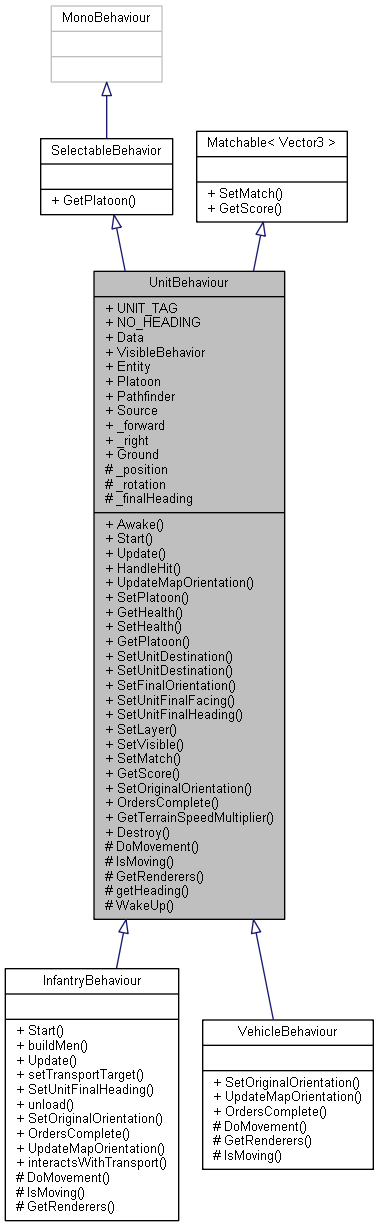 MonoBehaviour
SelectableBehavior
+ GetPlatoon()
Matchable< Vector3 >
+ SetMatch()
+ GetScore()
UnitBehaviour
+ UNIT_TAG
+ NO_HEADING
+ Data
+ VisibleBehavior
+ Entity
+ Platoon
+ Pathfinder
+ Source
+ _forward
+ _right
+ Ground
# _position
# _rotation
# _finalHeading
+ Awake()
+ Start()
+ Update()
+ HandleHit()
+ UpdateMapOrientation()
+ SetPlatoon()
+ GetHealth()
+ SetHealth()
+ GetPlatoon()
+ SetUnitDestination()
+ SetUnitDestination()
+ SetFinalOrientation()
+ SetUnitFinalFacing()
+ SetUnitFinalHeading()
+ SetLayer()
+ SetVisible()
+ SetMatch()
+ GetScore()
+ SetOriginalOrientation()
+ OrdersComplete()
+ GetTerrainSpeedMultiplier()
+ Destroy()
# DoMovement()
# IsMoving()
# GetRenderers()
# getHeading()
# WakeUp()
InfantryBehaviour
+ Start()
+ buildMen()
+ Update()
+ setTransportTarget()
+ SetUnitFinalHeading()
+ unload()
+ SetOriginalOrientation()
+ OrdersComplete()
+ UpdateMapOrientation()
+ interactsWithTransport()
# DoMovement()
# IsMoving()
# GetRenderers()
VehicleBehaviour
+ SetOriginalOrientation()
+ UpdateMapOrientation()
+ OrdersComplete()
# DoMovement()
# GetRenderers()
# IsMoving()